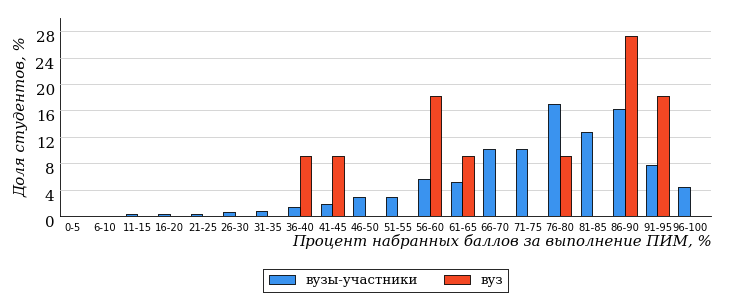 Доля студентов, %
28
24
20
16
12
8
4
0
0-5 6-10 11-15 16-20 21-25 26-30 31-35 36-40 41-45 46-50 51-55 56-60 61-65 66-70 71-75 76-80 81-85 86-90 91-95 96-100
Процент набранных баллов за выполнение ПИМ, %
вузы-участники вуз